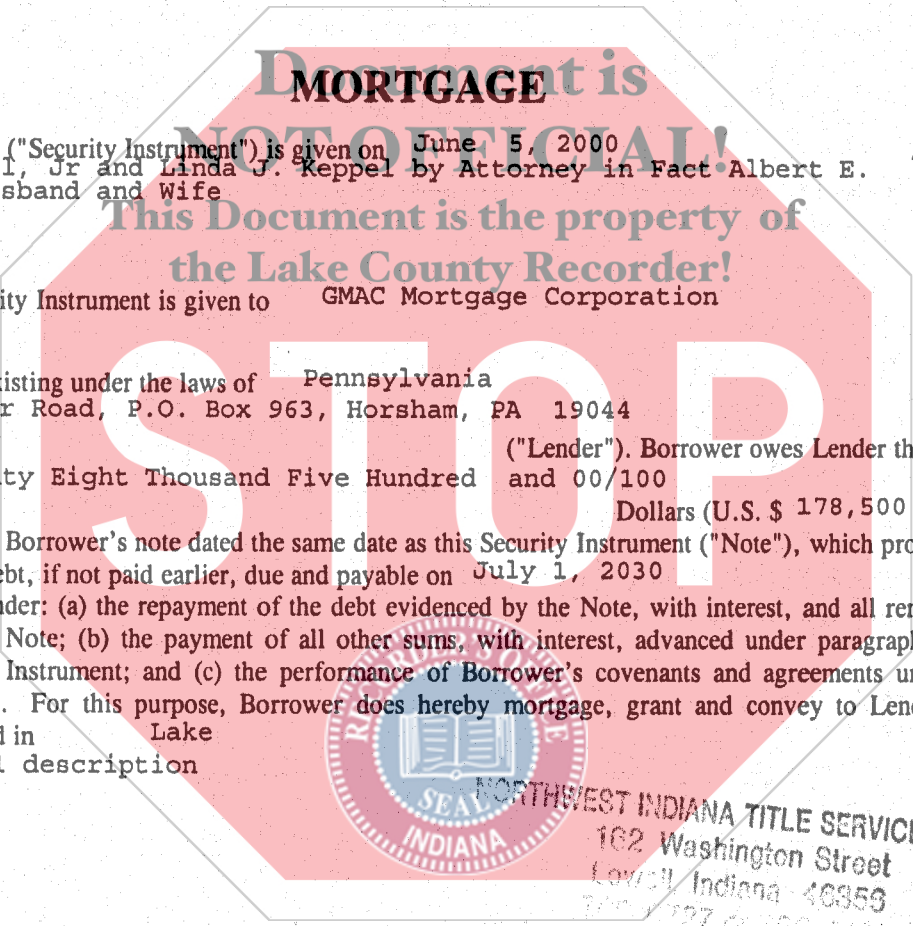 Document is
MORTGAGE
NOT OFFICIAL!
("Security Instrument") is given on June 5, 2000
l, Jr and Linda J. Keppel by Attorney in Fact Albert E.
sband and Wife
This Document is the property of
the Lake County Recorder!
ity Instrument is given to GMAC Mortgage Corporation
STOP
isting under the laws of Pennsylvania
r Road, P.O. Box 963, Horsham, PA 19044
("Lender"). Borrower owes Lender th
ty Eight Thousand Five Hundred and 00/100
Dollars (U.S. $ 178,500
Borrower's note dated the same date as this Security Instrument ("Note"), which pro
ebt, if not paid earlier, due and payable on July 1, 2030
nder: (a) the repayment of the debt evidenced by the Note, with interest, and all ren
Note; (b) the payment of all other sums, with interest, advanced under paragraph
Instrument; and (c) the performance of Borrower's covenants and agreements u
. For this purpose, Borrower does hereby mortgage, grant and convey to Lend
d in Lake
l description
RECORDER'S OFFICE
SEAL
INDIANA
NORTHWEST INDIANA TITLE SERVICE
162 Washington Street
Lowell, Indiana 46356